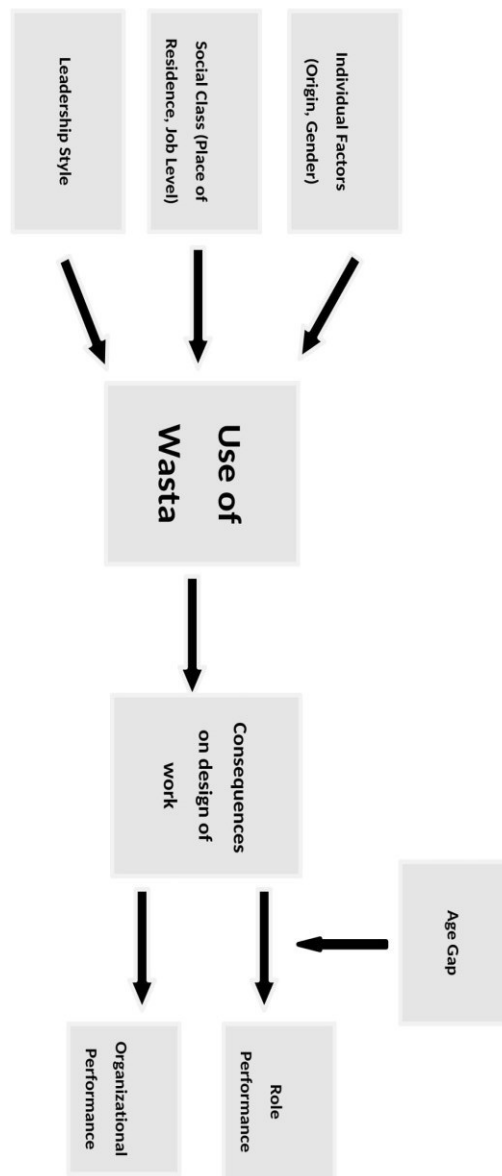 Individual Factors
(Origin, Gender)
Social Class (Place of
Residence, Job Level)
Leadership Style
Use of
Wasta
Consequences
on design of
work
Age Gap
Role
Performance
Organizational
Performance